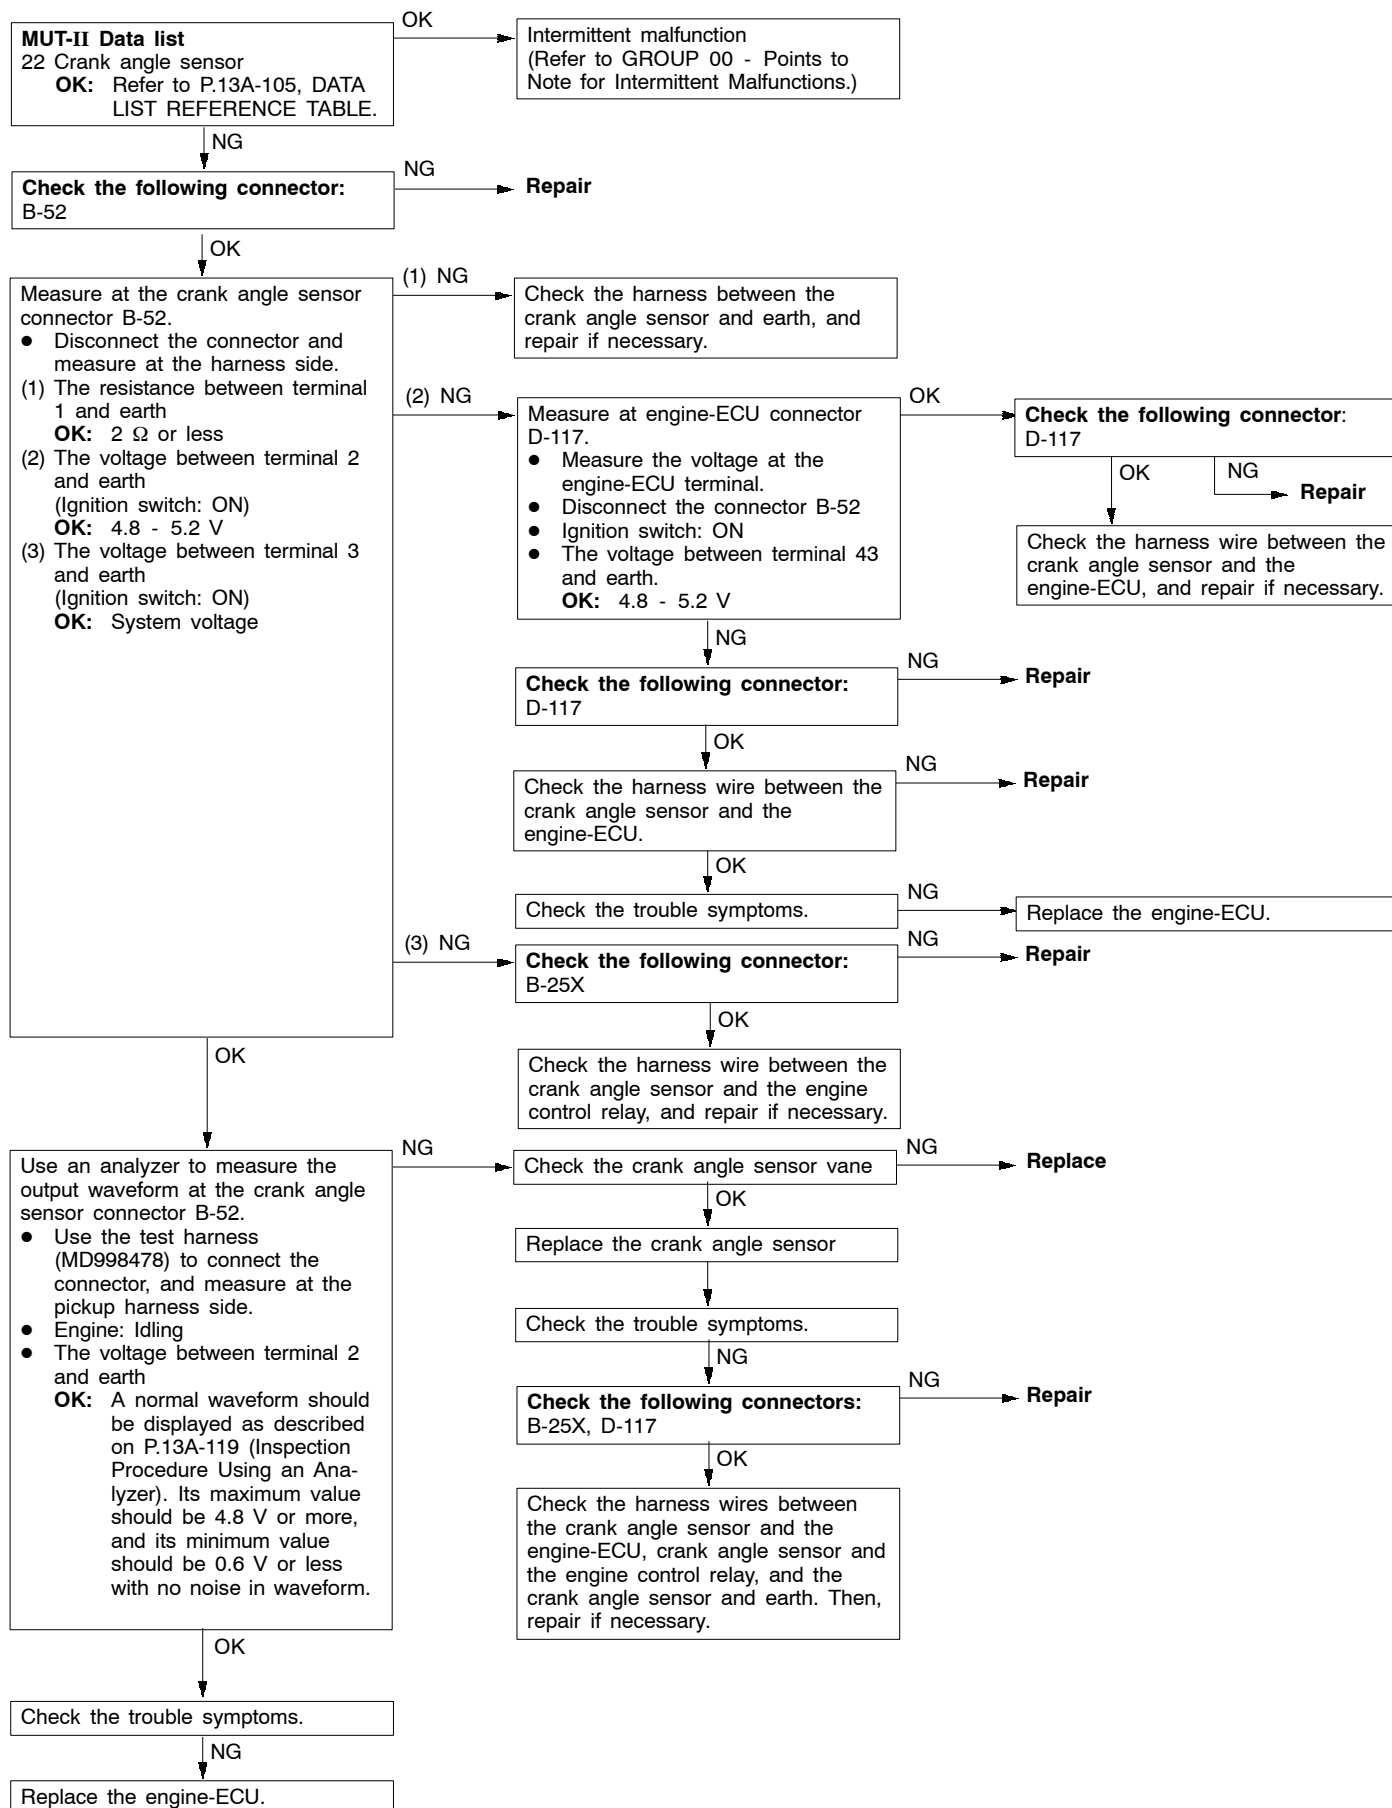 MUT-II Data list
22 Crank angle sensor
OK: Refer to P.13A-105, DATA
LIST REFERENCE TABLE.
OK
Intermittent malfunction
(Refer to GROUP 00 - Points to
Note for Intermittent Malfunctions.)
NG
Check the following connector:
B-52
NG
Repair
OK
Measure at the crank angle sensor
connector B-52.
● Disconnect the connector and
measure at the harness side.
(1) The resistance between terminal
1 and earth
OK: 2 Ω or less
(2) The voltage between terminal 2
and earth
(Ignition switch: ON)
OK: 4.8 - 5.2 V
(3) The voltage between terminal 3
and earth
(Ignition switch: ON)
OK: System voltage
(1) NG
Check the harness between the
crank angle sensor and earth, and
repair if necessary.
(2) NG
Measure at engine-ECU connector
D-117.
● Measure the voltage at the
engine-ECU terminal.
● Disconnect the connector B-52
● Ignition switch: ON
● The voltage between terminal 43
and earth.
OK: 4.8 - 5.2 V
OK
Check the following connector:
D-117
OK
NG
Repair
Check the harness wire between the
crank angle sensor and the
engine-ECU, and repair if necessary.
NG
Check the following connector:
D-117
NG
Repair
OK
Check the harness wire between the
crank angle sensor and the
engine-ECU.
NG
Repair
OK
Check the trouble symptoms.
NG
Replace the engine-ECU.
(3) NG
Check the following connector:
B-25X
NG
Repair
OK
Check the harness wire between the
crank angle sensor and the engine
control relay, and repair if necessary.
OK
Use an analyzer to measure the
output waveform at the crank angle
sensor connector B-52.
● Use the test harness
(MD998478) to connect the
connector, and measure at the
pickup harness side.
● Engine: Idling
● The voltage between terminal 2
and earth
OK: A normal waveform should
be displayed as described
on P.13A-119 (Inspection
Procedure Using an Ana-
lyzer). Its maximum value
should be 4.8 V or more,
and its minimum value
should be 0.6 V or less
with no noise in waveform.
NG
Check the crank angle sensor vane
NG
Replace
OK
Replace the crank angle sensor
Check the trouble symptoms.
NG
Check the following connectors:
B-25X, D-117
NG
Repair
OK
Check the harness wires between
the crank angle sensor and the
engine-ECU, crank angle sensor and
the engine control relay, and the
crank angle sensor and earth. Then,
repair if necessary.
OK
Check the trouble symptoms.
NG
Replace the engine-ECU.